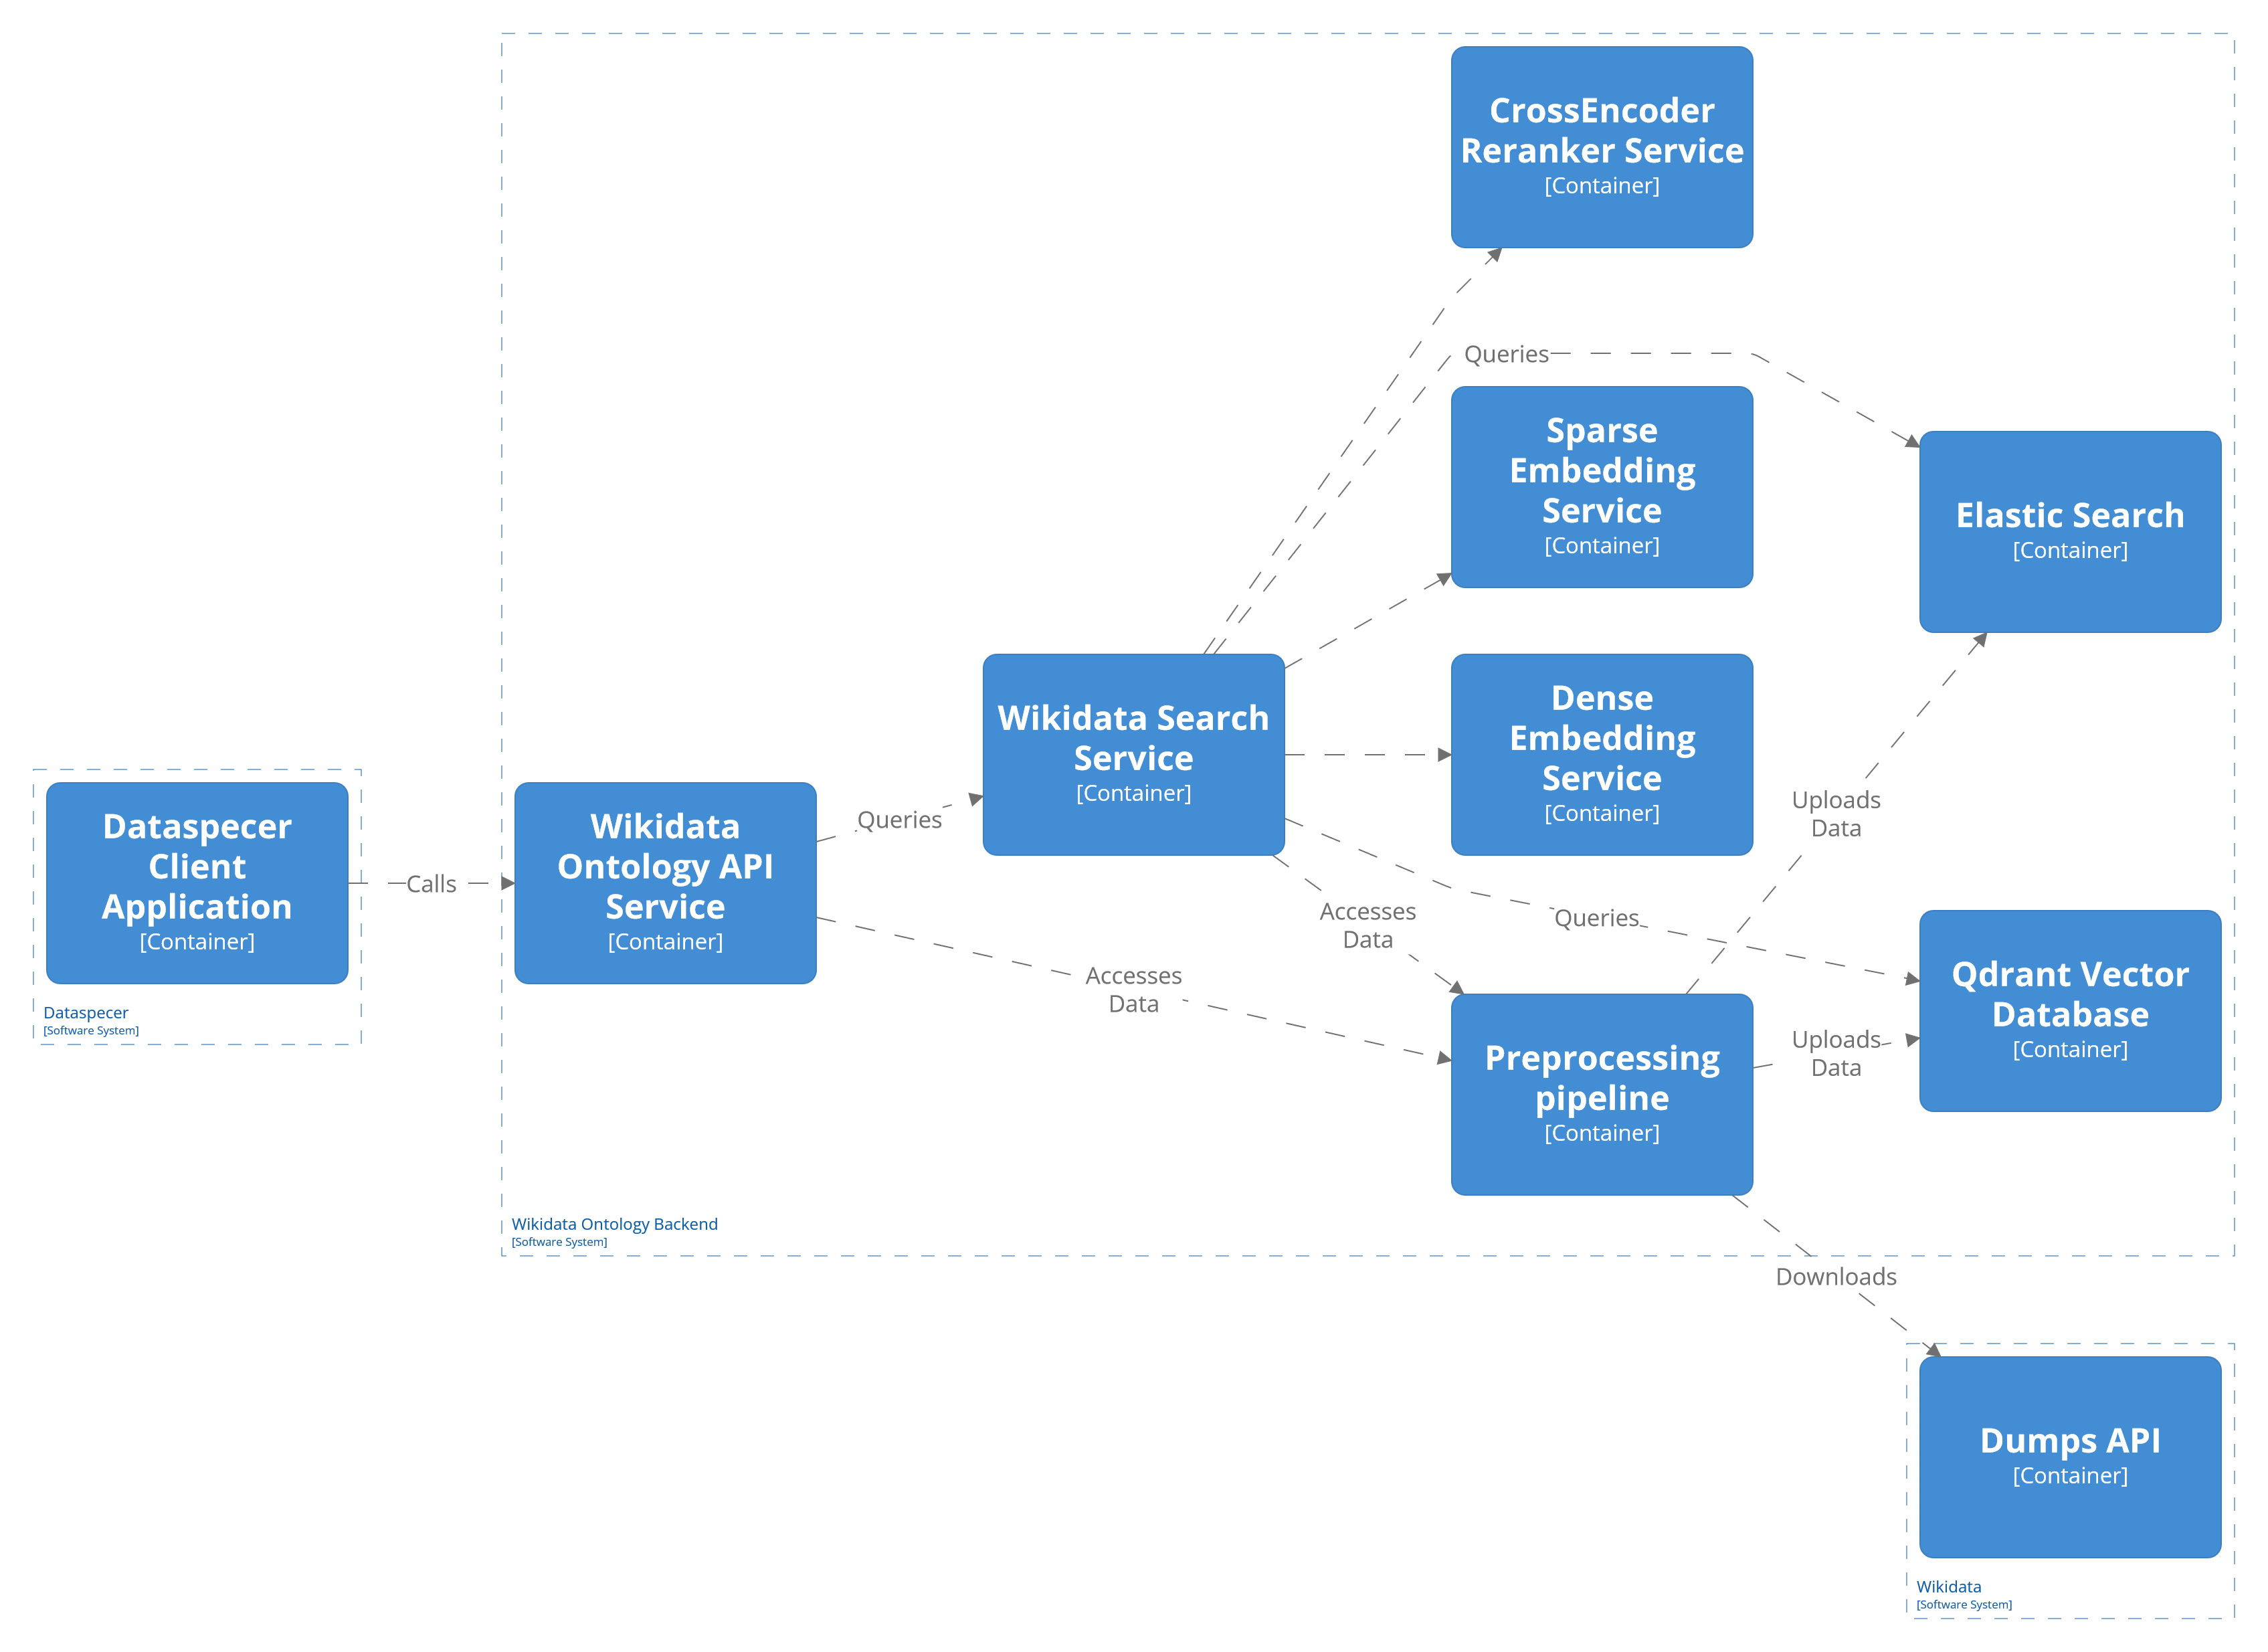 CrossEncoder
Reranker Service
[Container]
Queries
Sparse
Embedding
Service
[Container]
Elastic Search
[Container]
Wikidata Search
Service
[Container]
Dense
Embedding
Service
[Container]
Uploads
Data
Dataspecer
Client
Application
[Container]
Calls
Wikidata
Ontology API
Service
[Container]
Queries
Accesses
Data
Queries
Accesses
Data
Qdrant Vector
Database
[Container]
Dataspecer
[Software System]
Preprocessing
pipeline
[Container]
Uploads
Data
Wikidata Ontology Backend
[Software System]
Downloads
Dumps API
[Container]
Wikidata
[Software System]